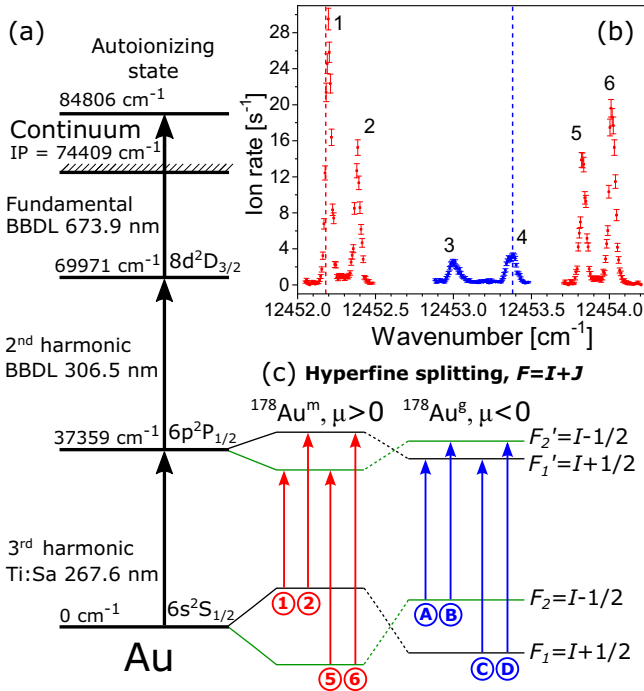 (a)
Autoionizing
state
84806 cm⁻¹
Continuum
IP = 74409 cm⁻¹
Fundamental
BBDL 673.9 nm
69971 cm⁻¹
8d²D₃/₂
2ⁿᵈ harmonic
BBDL 306.5 nm
37359 cm⁻¹
6p²P₁/₂
3ʳᵈ harmonic
Ti:Sa 267.6 nm
0 cm⁻¹
6s²S₁/₂
Au
(b)
Ion rate [s⁻¹]
28
24
20
16
12
8
4
0
1
2
3
4
5
6
12452.0 12452.5 12453.0 12453.5 12454.0
Wavenumber [cm⁻¹]
(c) Hyperfine splitting, F=I+J
¹⁷⁸Auᵐ, μ>0
¹⁷⁸Auᵍ, μ<0
F₂'=I-1/2
F₁'=I+1/2
F₂=I-1/2
F₁=I+1/2
1 2
5 6
A B
C D